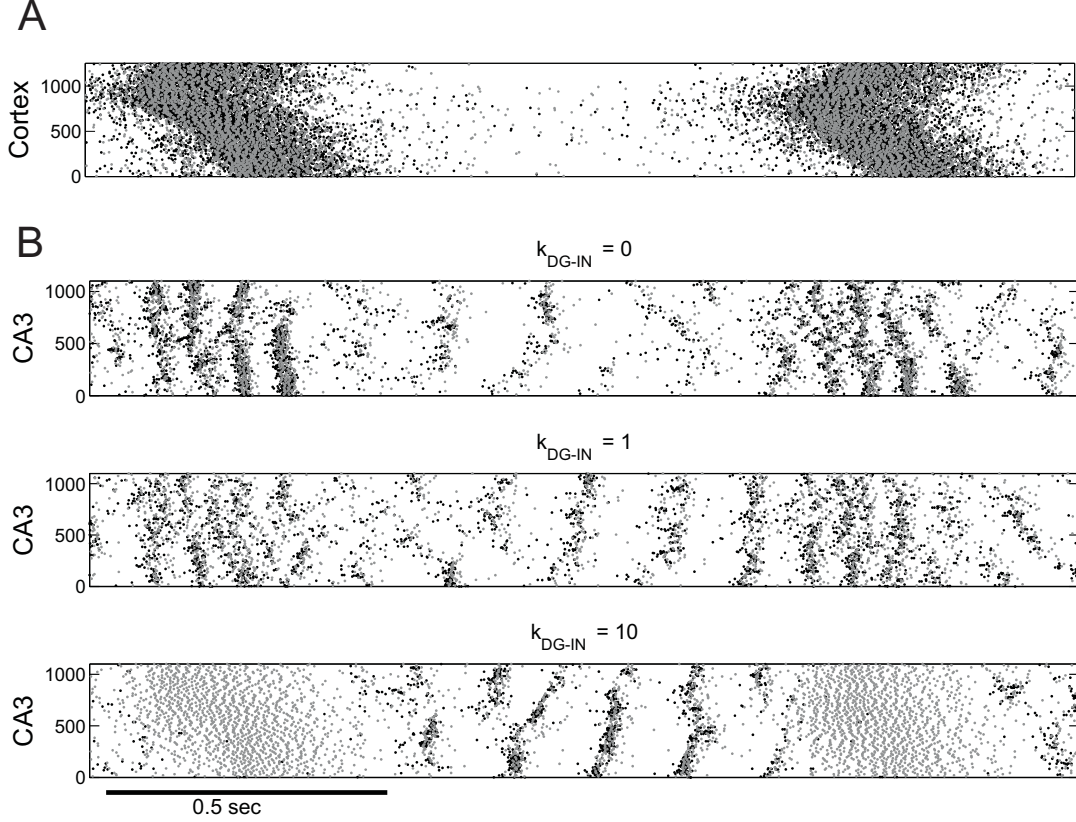 A
Cortex
1000
500
0
B
k_DG-IN = 0
CA3
1000
500
0
k_DG-IN = 1
CA3
1000
500
0
k_DG-IN = 10
CA3
1000
500
0
0.5 sec